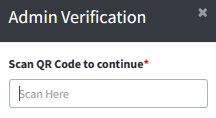 Admin Verification ×
Scan QR Code to continue*
Scan Here